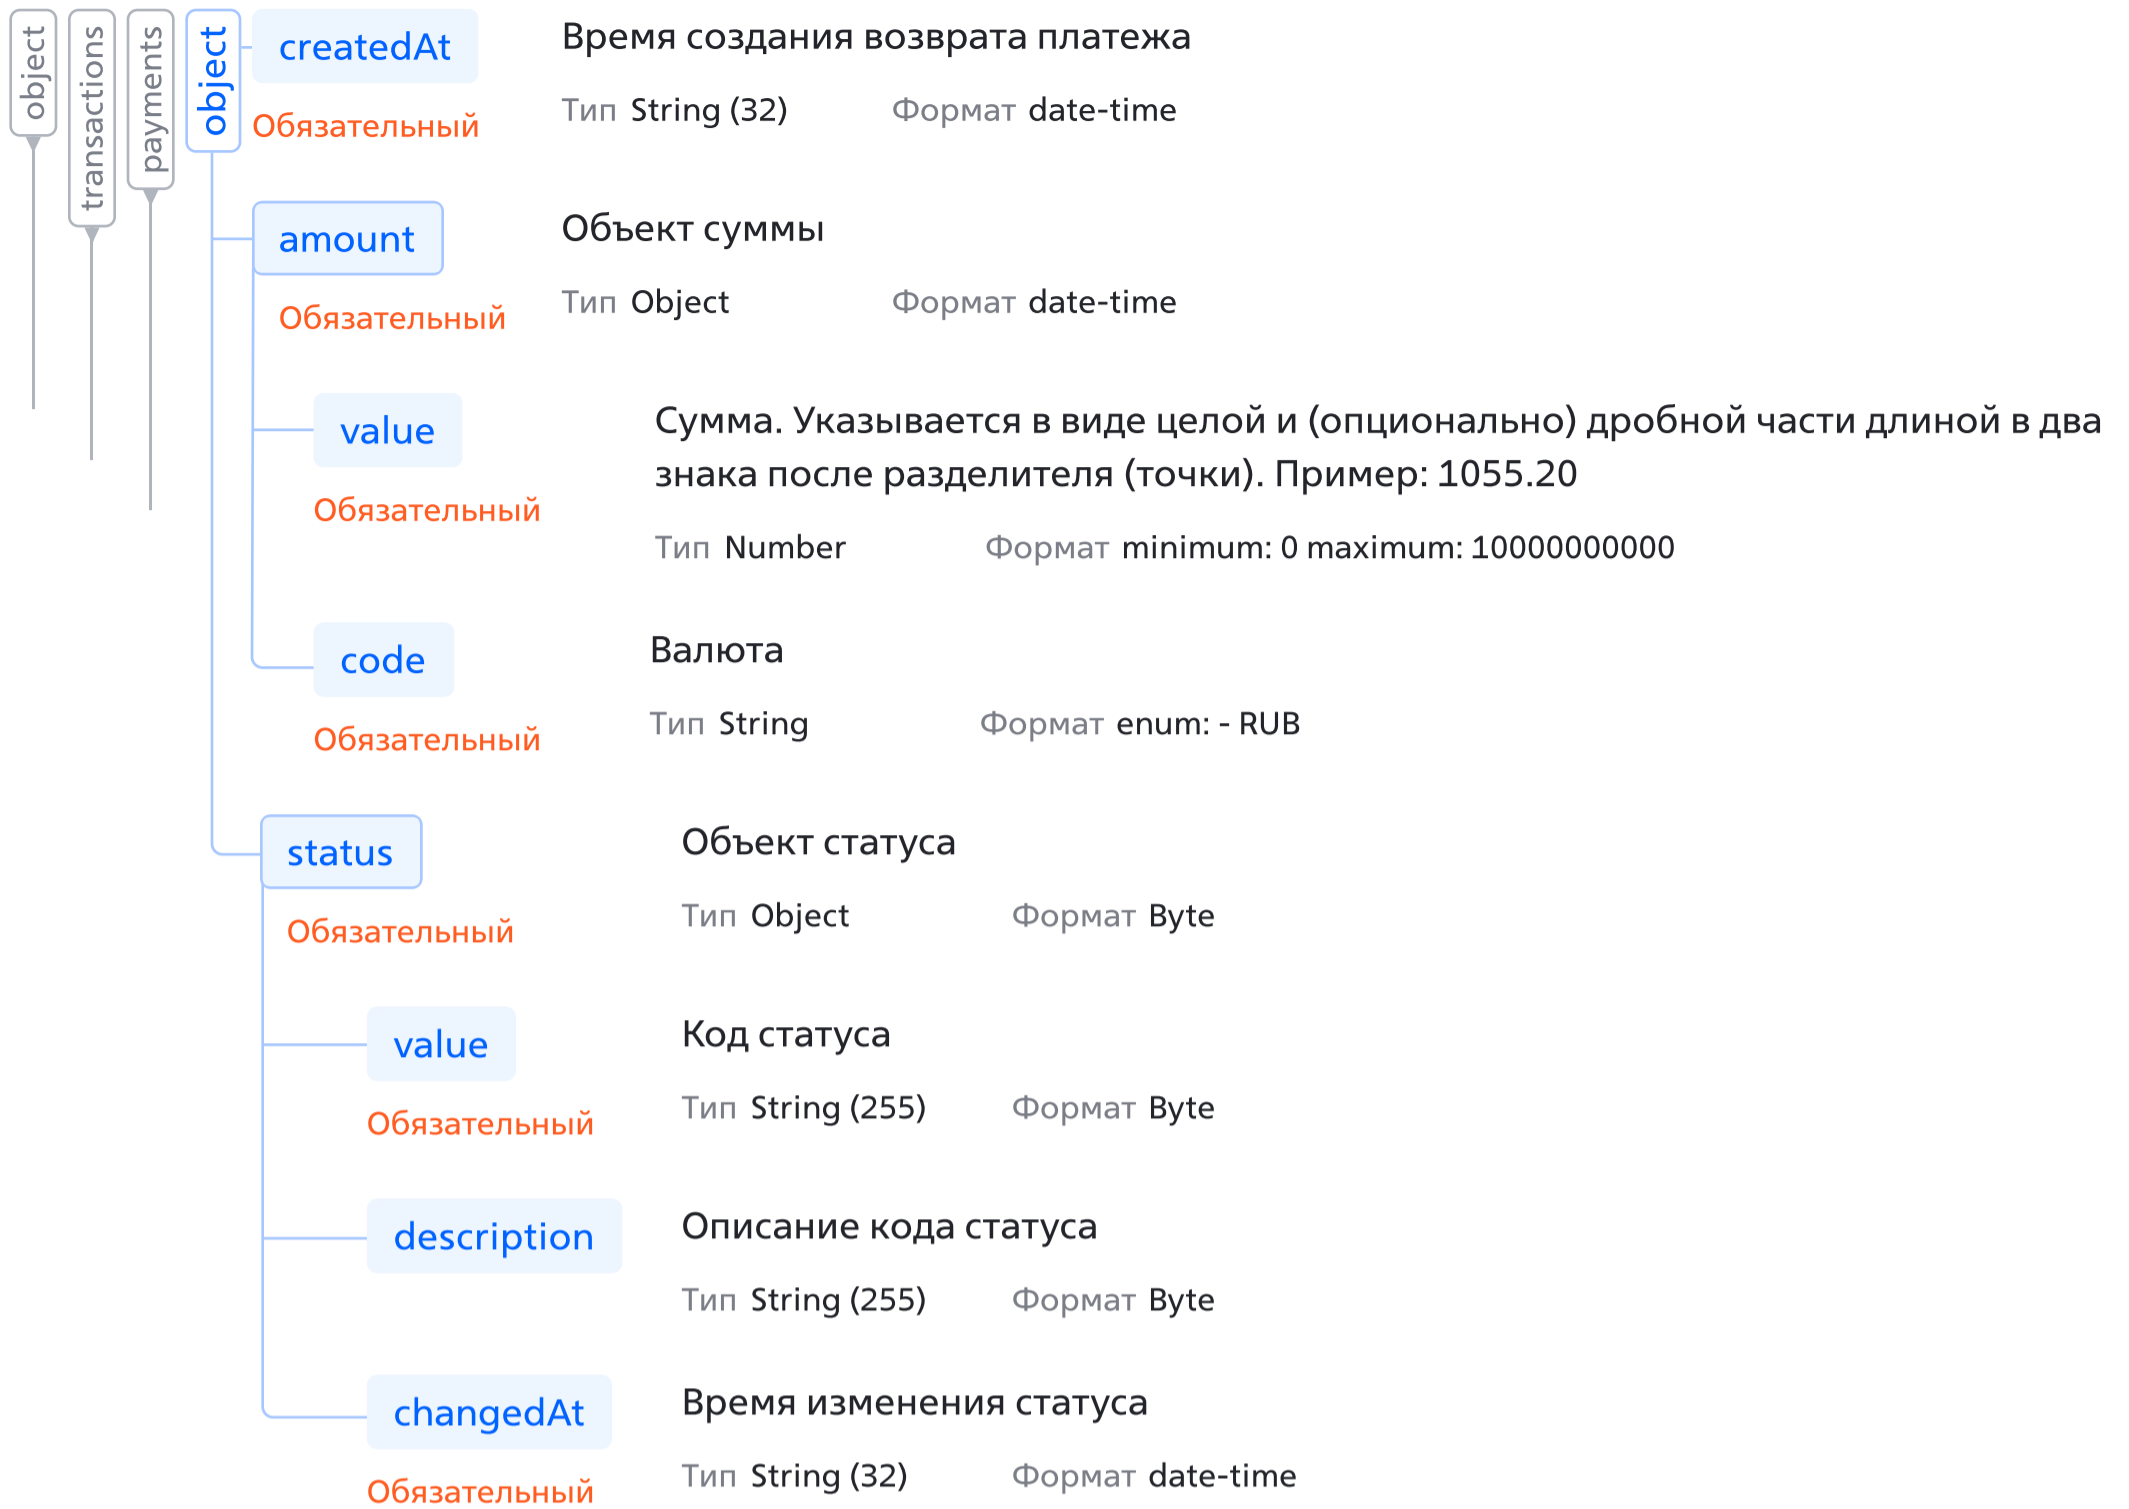 object
transactions
payments
object
createdAt
Время создания возврата платежа
Обязательный
Тип String (32) Формат date-time
amount
Объект суммы
Обязательный
Тип Object Формат date-time
value
Сумма. Указывается в виде целой и (опционально) дробной части длиной в два
знака после разделителя (точки). Пример: 1055.20
Обязательный
Тип Number Формат minimum: 0 maximum: 10000000000
code
Валюта
Обязательный
Тип String Формат enum: - RUB
status
Объект статуса
Обязательный
Тип Object Формат Byte
value
Код статуса
Обязательный
Тип String (255) Формат Byte
description
Описание кода статуса
Тип String (255) Формат Byte
changedAt
Время изменения статуса
Обязательный
Тип String (32) Формат date-time